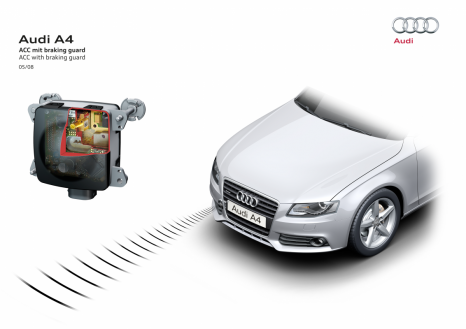 Audi A4
ACC mit braking guard
ACC with braking guard
05/08
Audi
Audi A4